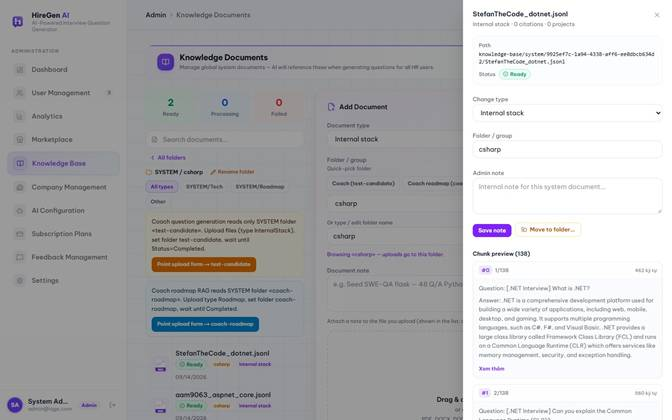 HireGen AI
AI-Powered Interview Question
Generator
ADMINISTRATION
Dashboard
User Management
Analytics
Marketplace
Knowledge Base
Company Management
AI Configuration
Subscription Plans
Feedback Management
Settings
SA
System Ad...
Admin
admin@iqgs.com
Admin › Knowledge Documents
Knowledge Documents
Manage global system documents — AI will reference these when generating questions for all HR users.
2
Ready
0
Processing
0
Failed
Search documents...
All folders
SYSTEM / csharp
Rename folder
All types
SYSTEM/Tech
SYSTEM/Roadmap
Other
Coach question generation reads only SYSTEM folder
«test-candidate». Upload files (type InternalStack),
set folder test-candidate, wait until
Status=Completed.
Point upload form → test-candidate
Coach roadmap RAG reads SYSTEM folder «coach-
roadmap». Upload type Roadmap, set folder coach-
roadmap, wait until Completed.
Point upload form → coach-roadmap
StefanTheCode_dotnet.jsonl
Ready
csharp
Internal stack
09/14/2026
aam9063_aspnet_core.jsonl
Ready
csharp
Internal stack
09/14/2026
Add Document
Document type
Internal stack
Folder / group
Quick-pick folder
Coach (test-candidate)
Coach roadmap (coa
csharp
Or type / edit folder name
csharp
Browsing «csharp» — uploads go to this folder.
Document note
e.g. Seed SWE-QA flask — 48 Q/A Pytho
Attach a note to the file you upload (shown in the list;
Drag &
or
StefanTheCode_dotnet.jsonl
Internal stack · 0 citations · 0 projects
Path
knowledge-base/system/9925ef7c-1a94-4338-aff6-ee8dbcb634d
2/StefanTheCode_dotnet.jsonl
Status
Ready
Change type
Internal stack
Folder / group
csharp
Admin note
Internal note for this system document...
Save note
Move to folder...
Chunk preview (138)
#0
1/138
462 ký tự
Question: [.NET Interview] What is .NET?
Answer: .NET is a comprehensive development platform used for
building a wide variety of applications, including web, mobile,
desktop, and gaming. It supports multiple programming
languages, such as C#, F#, and Visual Basic. .NET provides
a large class library called Framework Class Library (FCL) and runs
on a Common Language Runtime (CLR) which offers services like
memory management, security, and exception handling.
Xem thêm
#1
2/138
560 ký tự
Question: [.NET Interview] Can you explain the Common